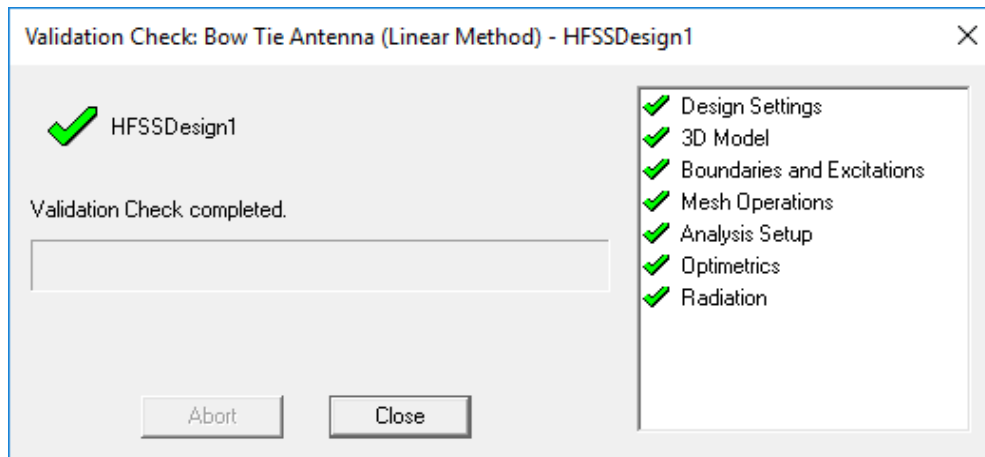 Validation Check: Bow Tie Antenna (Linear Method) - HFSSDesign1
HFSSDesign1
Validation Check completed.
Abort
Close
Design Settings
3D Model
Boundaries and Excitations
Mesh Operations
Analysis Setup
Optimetrics
Radiation